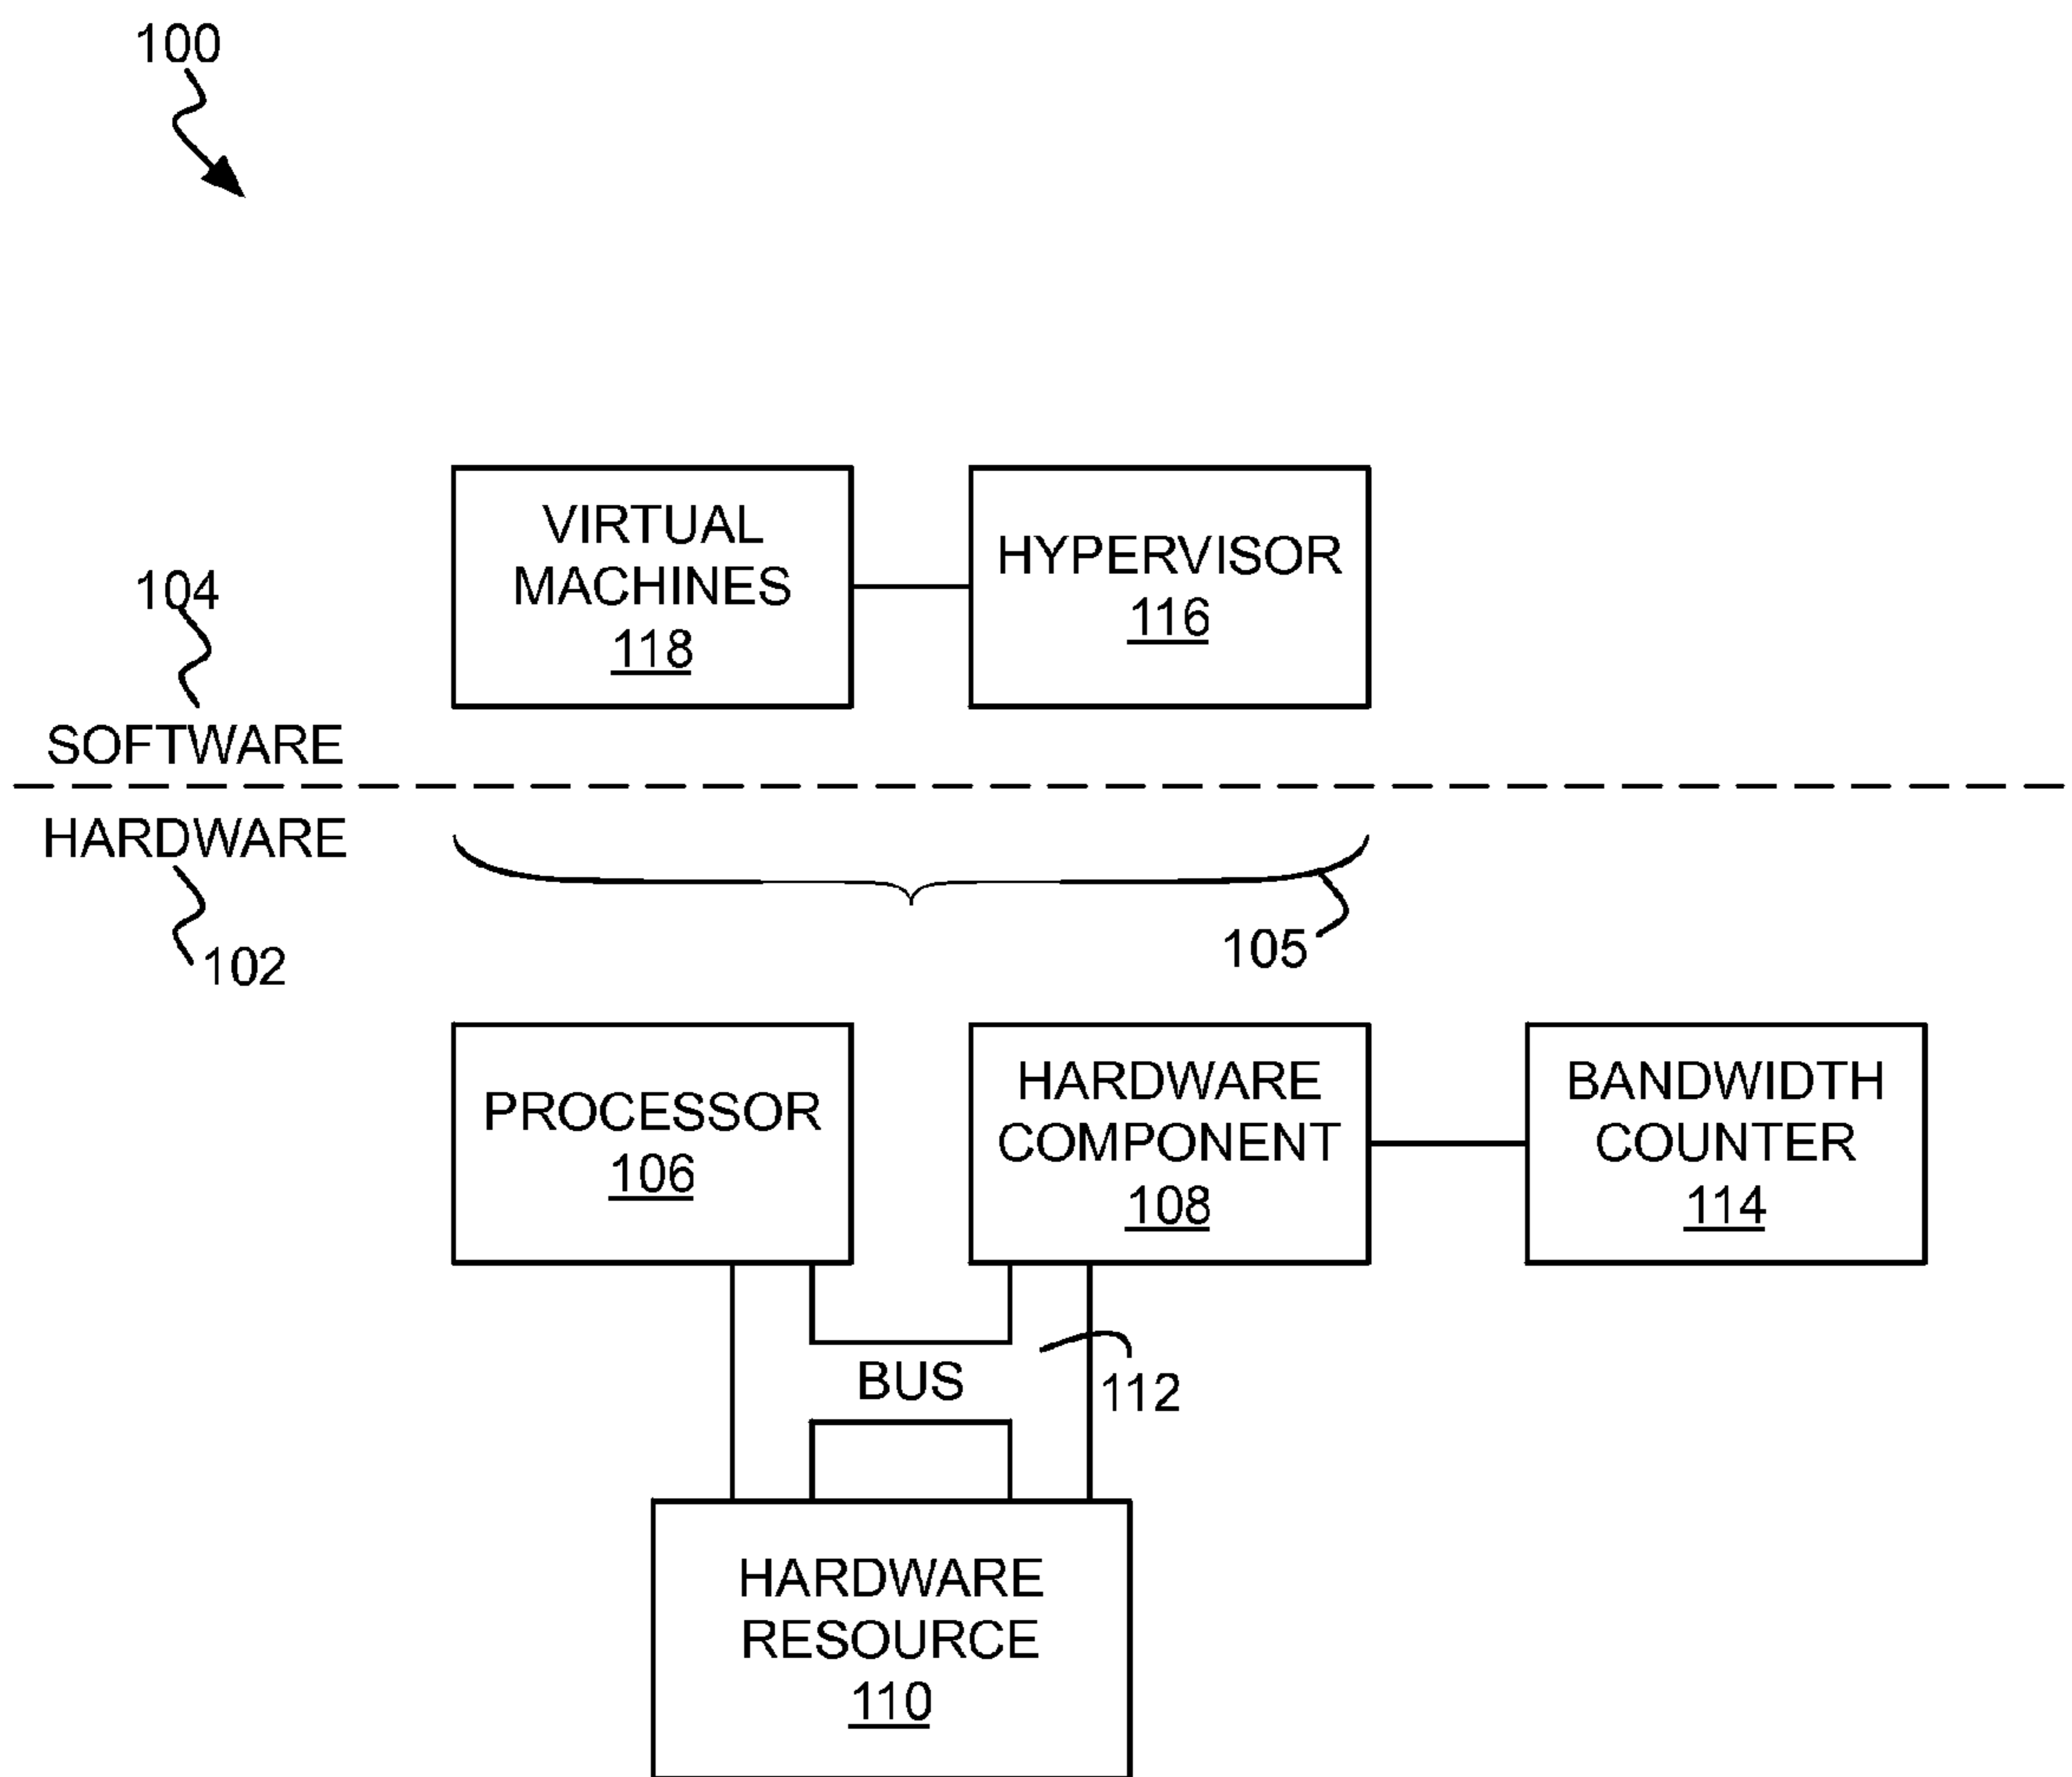 100
VIRTUAL
MACHINES
118
HYPERVISOR
116
104
SOFTWARE
HARDWARE
102
105
PROCESSOR
106
HARDWARE
COMPONENT
108
BANDWIDTH
COUNTER
114
BUS
112
HARDWARE
RESOURCE
110